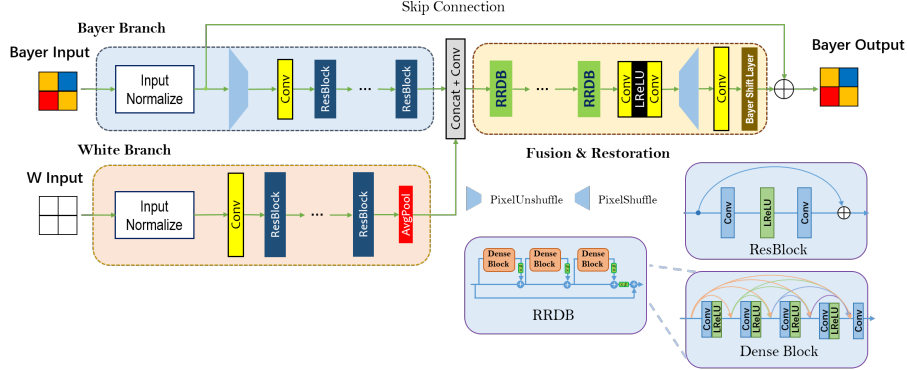 Skip Connection
Bayer Branch
Bayer Input
Input
Normalize
Conv
ResBlock
...
ResBlock
Concat + Conv
RRDB
...
RRDB
Conv
LReLU
Conv
Conv
Bayer Shift Layer
Bayer Output
White Branch
W Input
Input
Normalize
Conv
ResBlock
...
ResBlock
AvgPool
Fusion & Restoration
PixelUnshuffle
PixelShuffle
Conv
LReLU
Conv
ResBlock
Dense
Block
Dense
Block
Dense
Block
RRDB
Conv
LReLU
Conv
LReLU
Conv
LReLU
Conv
LReLU
Conv
Dense Block